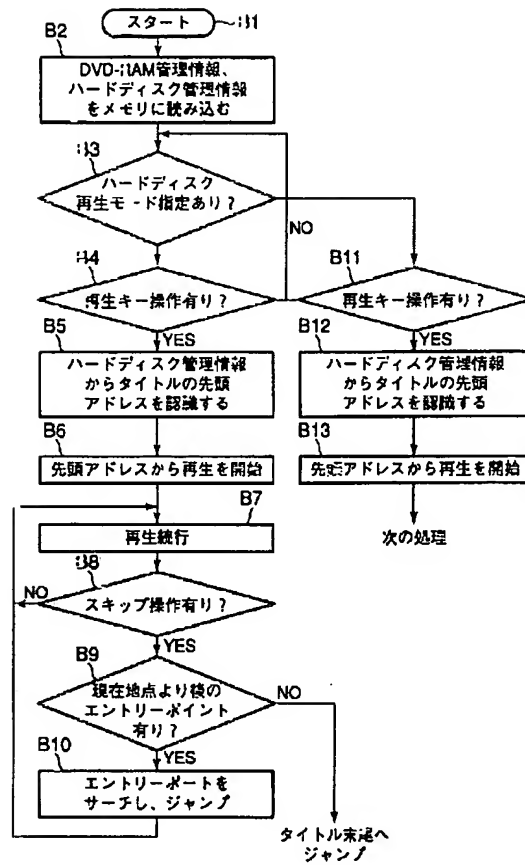 スタート
B1
B2
DVD-RAM管理情報、
ハードディスク管理情報
をメモリに読み込む
B3
ハードディスク
再生モード指定あり？
NO
B4
再生キー操作有り？
YES
B11
再生キー操作有り？
YES
B5
ハードディスク管理情報
からタイトルの先頭
アドレスを認識する
B12
ハードディスク管理情報
からタイトルの先頭
アドレスを認識する
B6
先頭アドレスから再生を開始
B13
先頭アドレスから再生を開始
B7
再生続行
次の処理
B8
NO
スキップ操作有り？
YES
B9
現在地点より後の
エントリーポイント
有り？
NO
YES
B10
エントリーポートを
サーチし、ジャンプ
タイトル末尾へ
ジャンプ